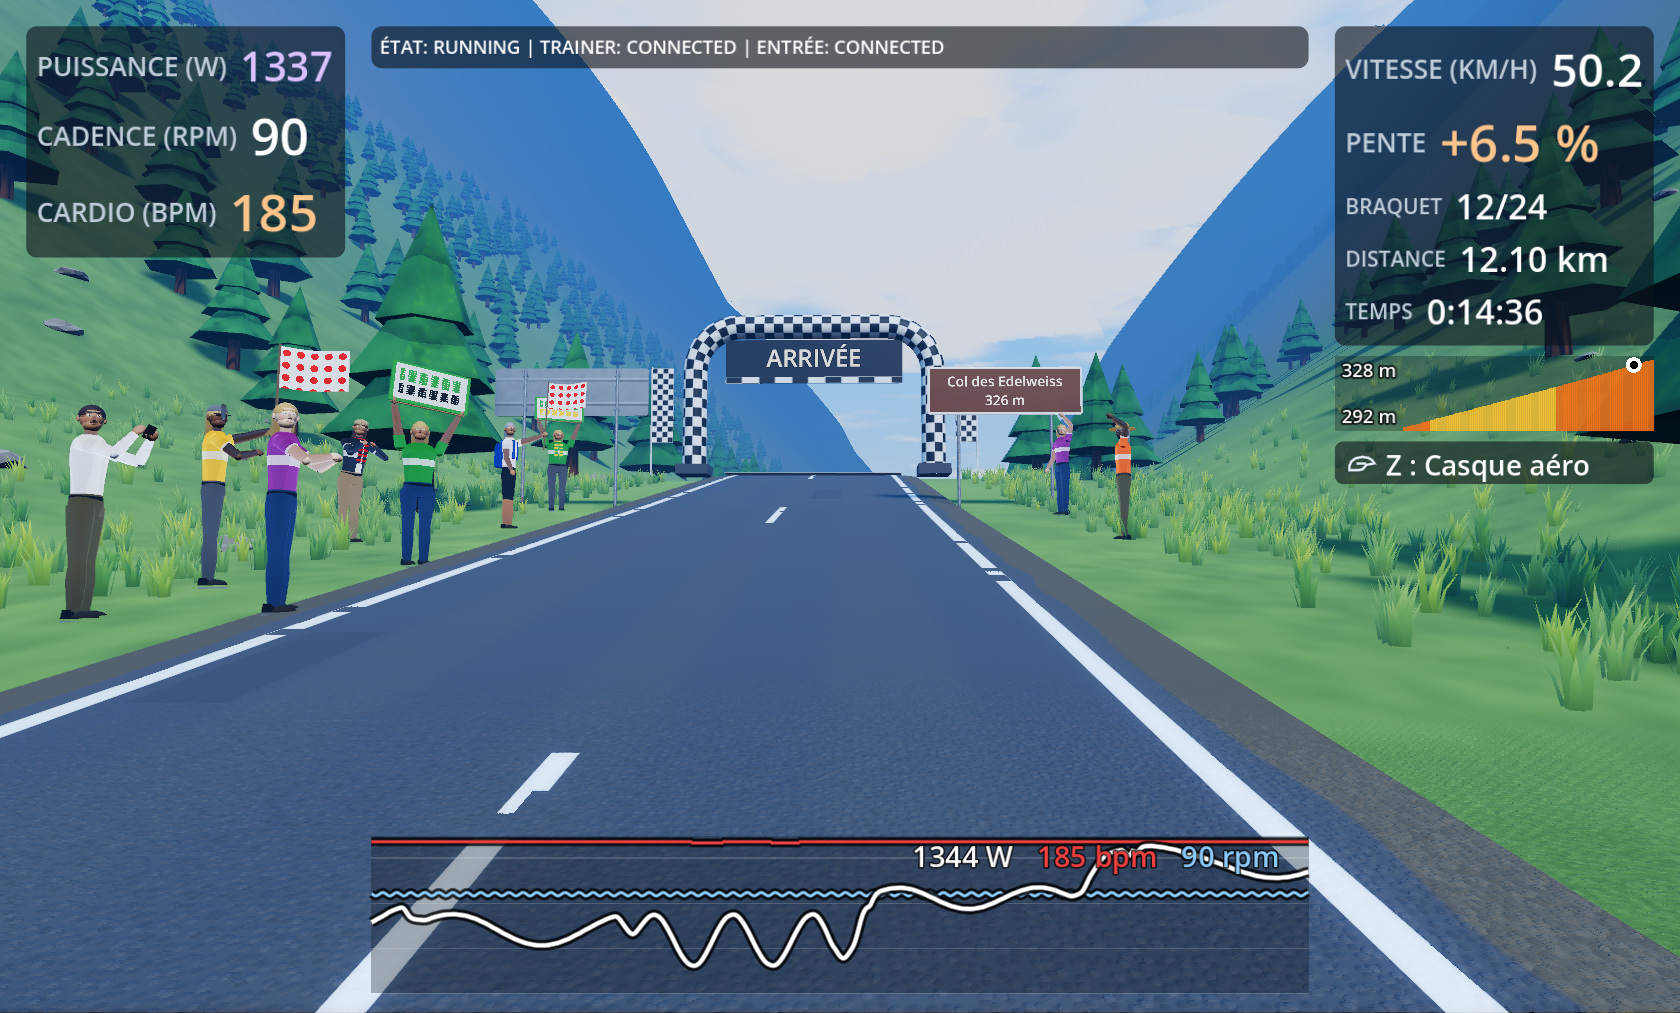 PUISSANCE (W) 1337
CADENCE (RPM) 90
CARDIO (BPM) 185
ÉTAT: RUNNING | TRAINER: CONNECTED | ENTRÉE: CONNECTED
VITESSE (KM/H) 50.2
PENTE +6.5 %
BRAQUET 12/24
DISTANCE 12.10 km
TEMPS 0:14:36
328 m
292 m
Z : Casque aéro
ARRIVÉE
Col des Edelweiss
326 m
1344 W 185 bpm 90 rpm